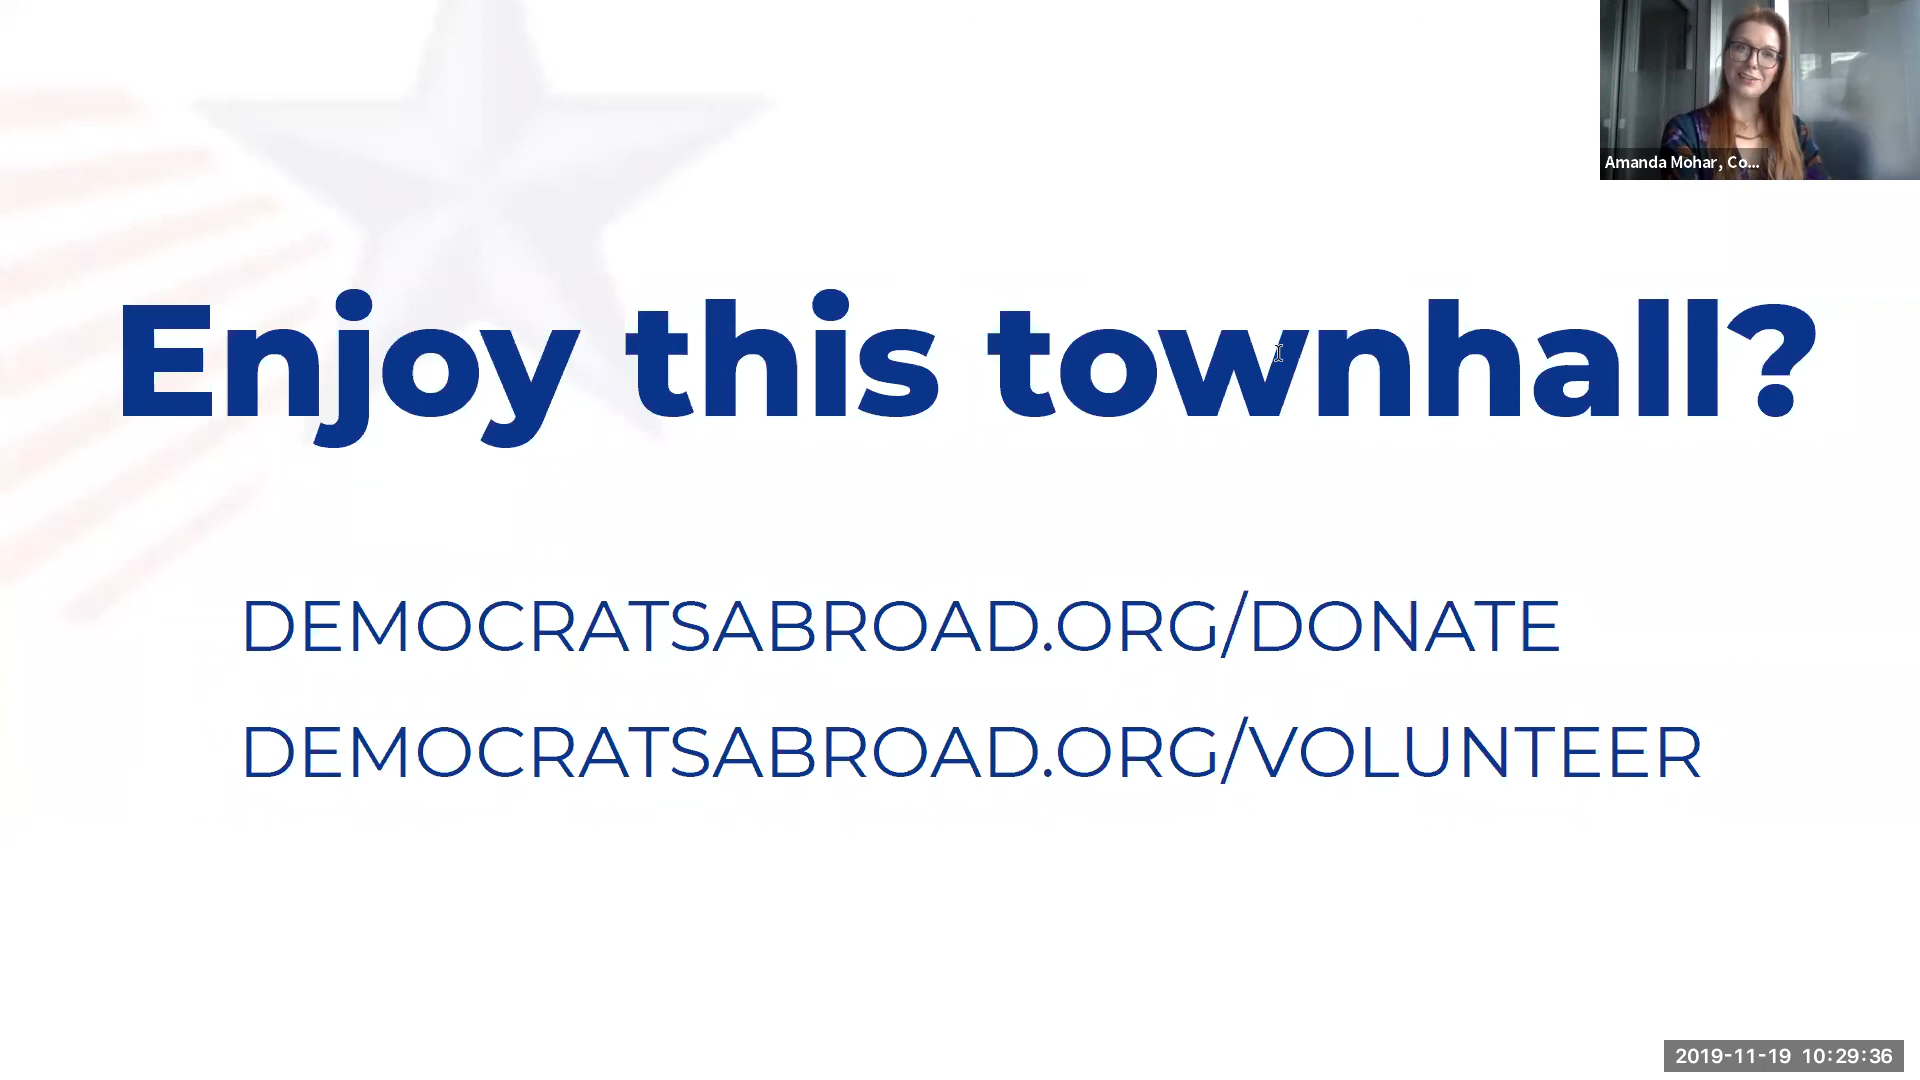 Amanda Mohar, Co...
Enjoy this townhall?
DEMOCRATSABROAD.ORG/DONATE
DEMOCRATSABROAD.ORG/VOLUNTEER
2019-11-19 10:29:36